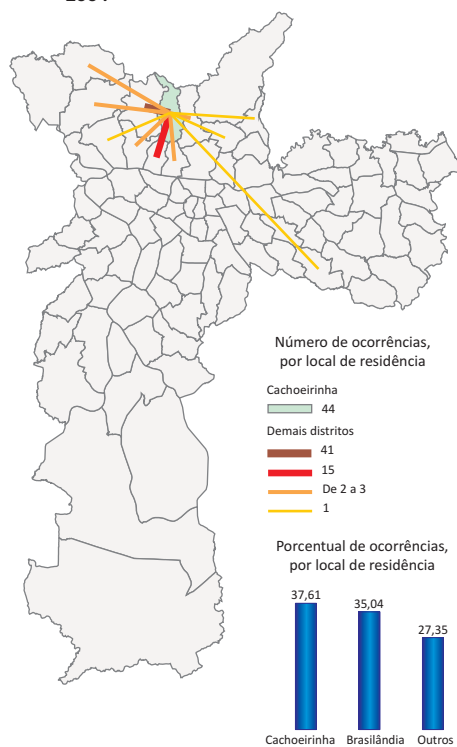 Número de ocorrências,
por local de residência
Cachoeirinha
44
Demais distritos
41
15
De 2 a 3
1
Porcentual de ocorrências,
por local de residência
37,61
35,04
27,35
Cachoeirinha Brasilândia Outros